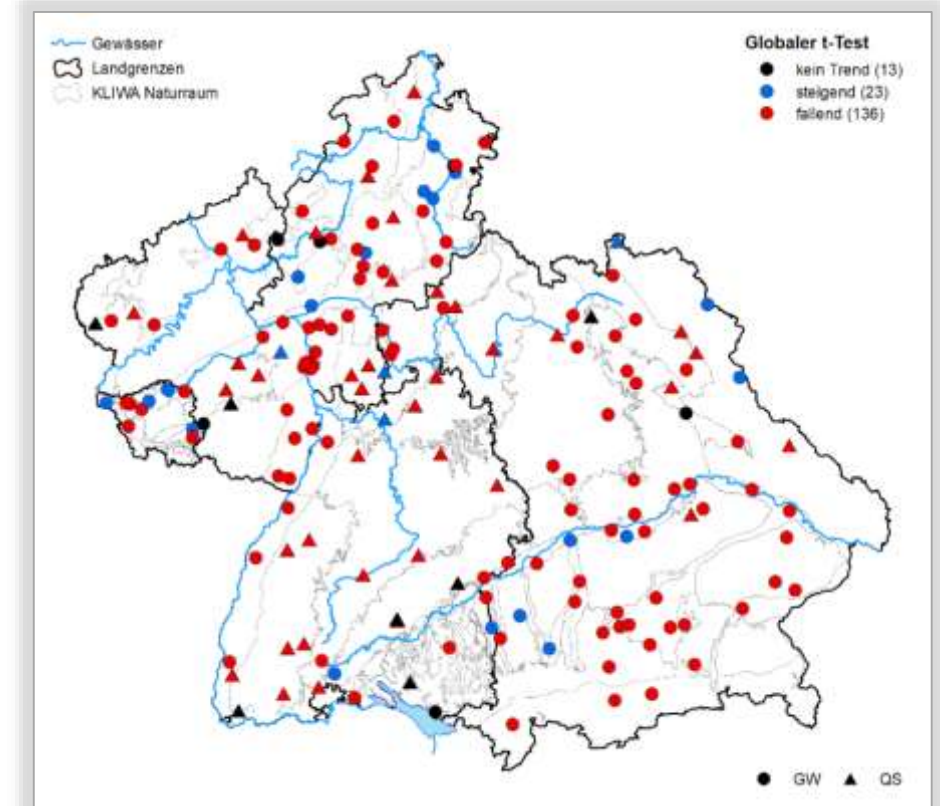 Gewässer
Landgrenzen
KLIWA Naturraum
Globaler t-Test
kein Trend (13)
steigend (23)
fallend (136)
GW
QS